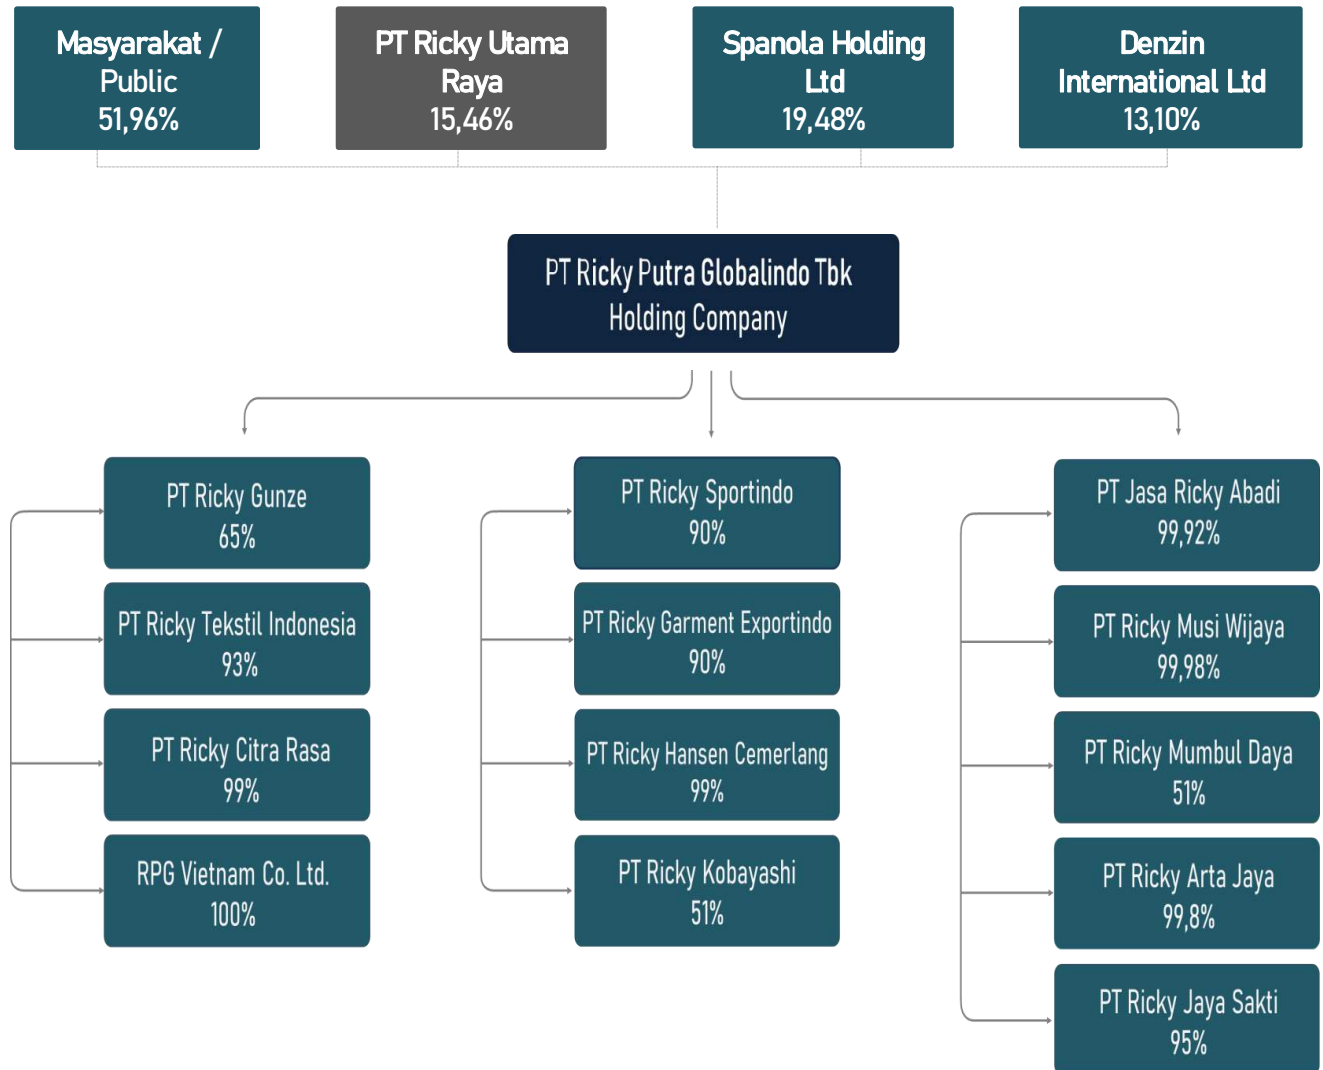 Masyarakat /
Public
51,96%
PT Ricky Utama
Raya
15,46%
Spanola Holding
Ltd
19,48%
Denzin
International Ltd
13,10%
PT Ricky Putra Globalindo Tbk
Holding Company
PT Ricky Gunze
65%
PT Ricky Tekstil Indonesia
93%
PT Ricky Citra Rasa
99%
RPG Vietnam Co. Ltd.
100%
PT Ricky Sportindo
90%
PT Ricky Garment Exportindo
90%
PT Ricky Hansen Cemerlang
99%
PT Ricky Kobayashi
51%
PT Jasa Ricky Abadi
99,92%
PT Ricky Musi Wijaya
99,98%
PT Ricky Mumbul Daya
51%
PT Ricky Arta Jaya
99,8%
PT Ricky Jaya Sakti
95%